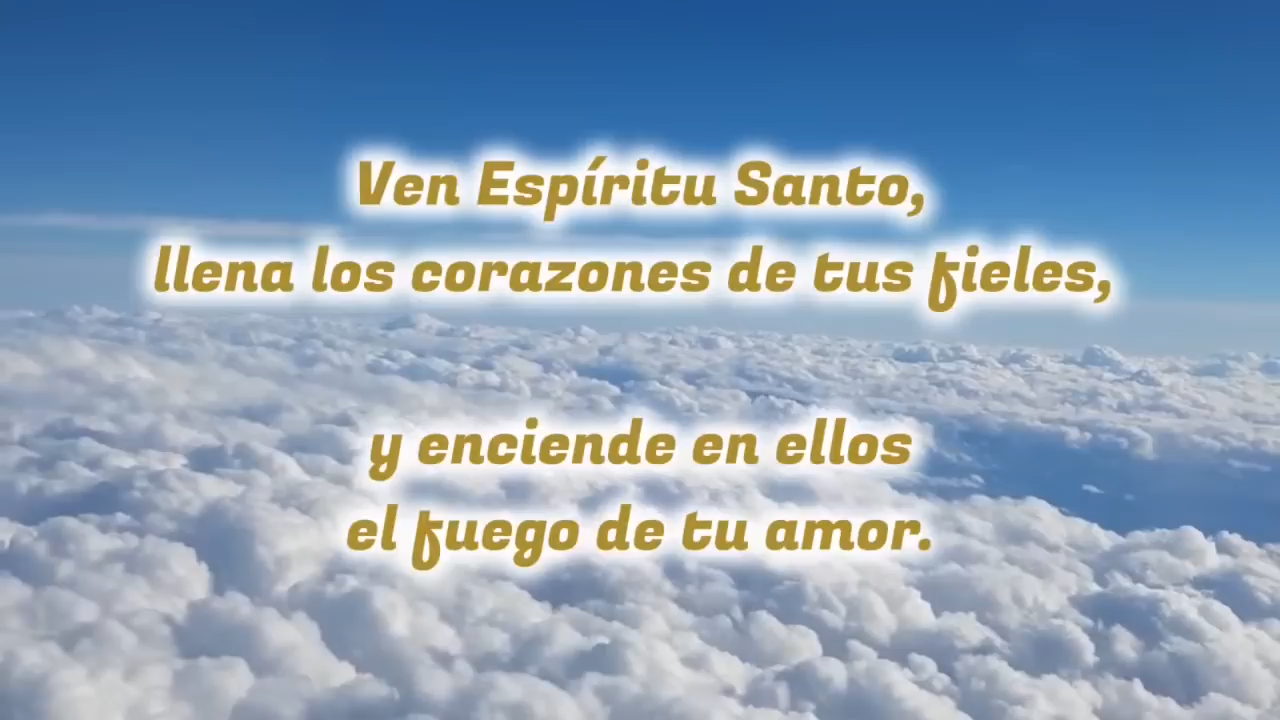 Ven Espíritu Santo,
llena los corazones de tus fieles,
y enciende en ellos
el fuego de tu amor.